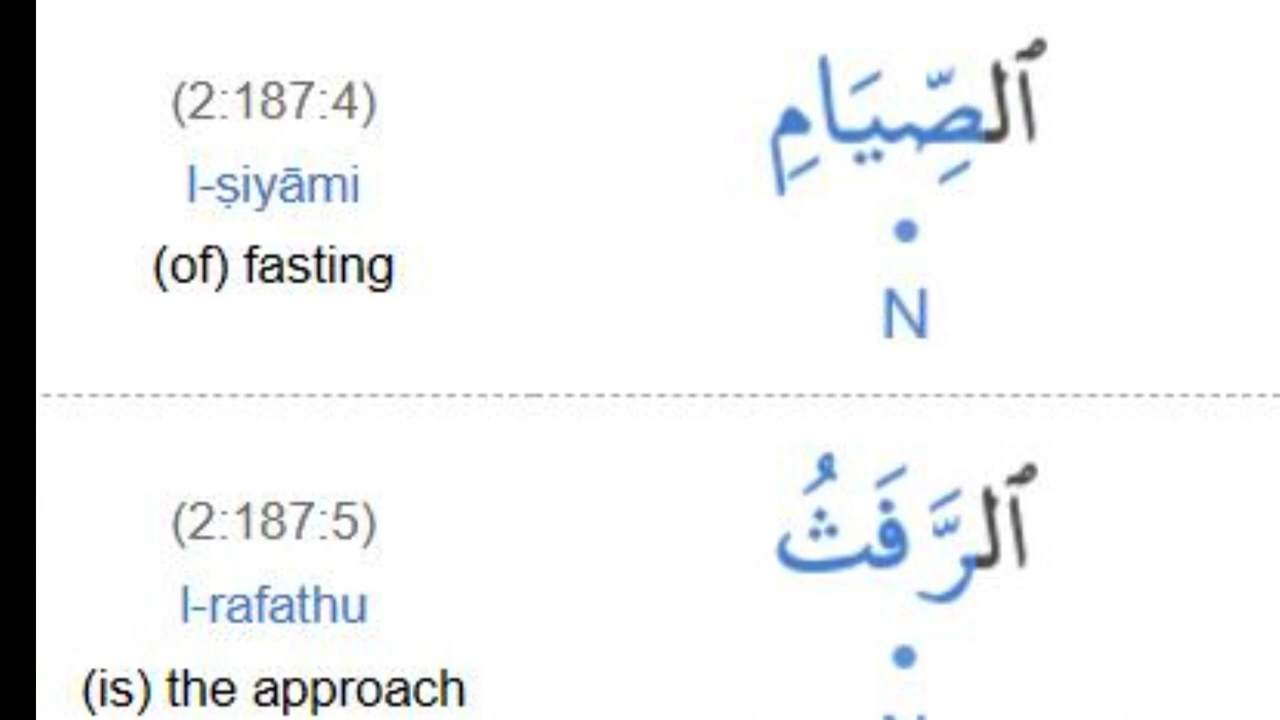 (2:187:4)
l-ṣiyāmi
(of) fasting
ٱلصِّيَامِ
N
(2:187:5)
l-rafathu
(is) the approach
ٱلرَّفَثُ
N